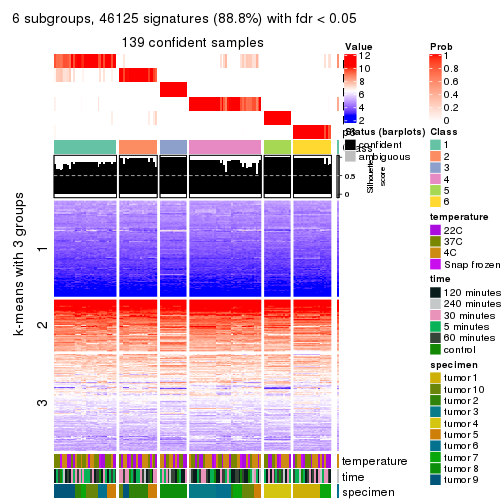 6 subgroups, 46125 signatures (88.8%) with fdr < 0.05
139 confident samples
k-means with 3 groups
1
2
3
1
0.5
0
Silhouette
score
temperature
time
specimen
Value
12
10
8
6
4
2
Status (barplots)
confident
ambiguous
Prob
1
0.8
0.6
0.4
0.2
0
Class
1
2
3
4
5
6
temperature
22C
37C
4C
Snap frozen
time
120 minutes
240 minutes
30 minutes
5 minutes
60 minutes
control
specimen
tumor 1
tumor 10
tumor 2
tumor 3
tumor 4
tumor 5
tumor 6
tumor 7
tumor 8
tumor 9